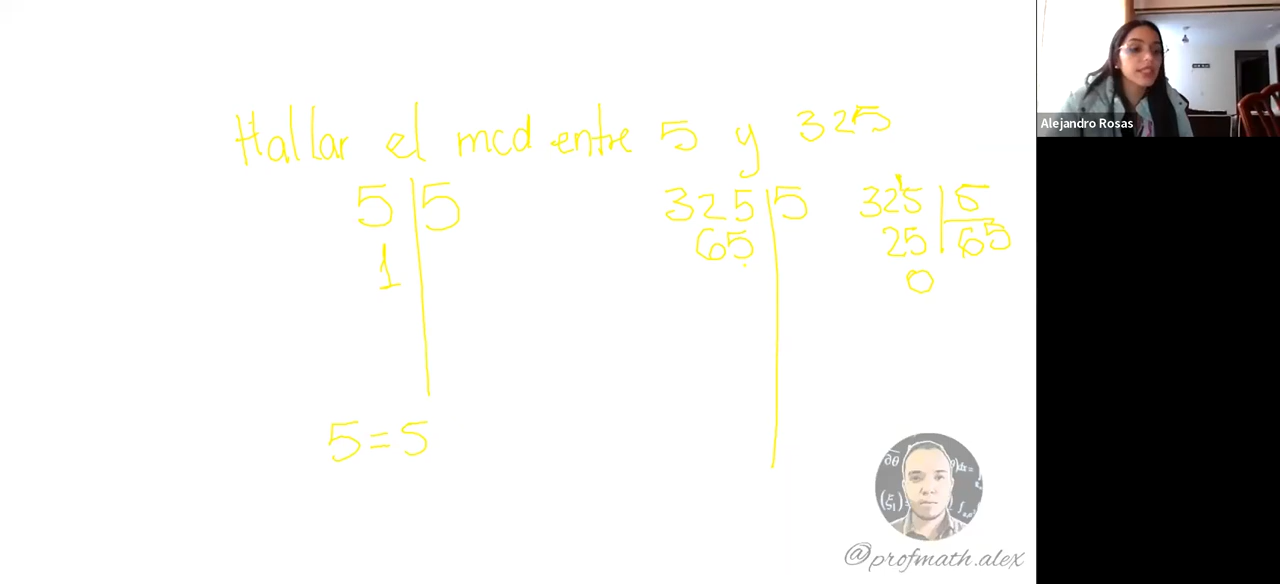 Hallar el mcd entre 5 y 325
5 | 5
1
5 = 5
325 | 5
65
325 | 5
25 65
0
Alejandro Rosas
@profmath.alex